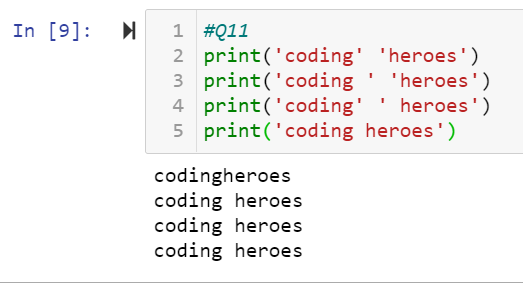 In [9]:
1 #Q11
2 print('coding' 'heroes')
3 print('coding ' 'heroes')
4 print('coding' ' heroes')
5 print('coding heroes')
codingheroes
coding heroes
coding heroes
coding heroes